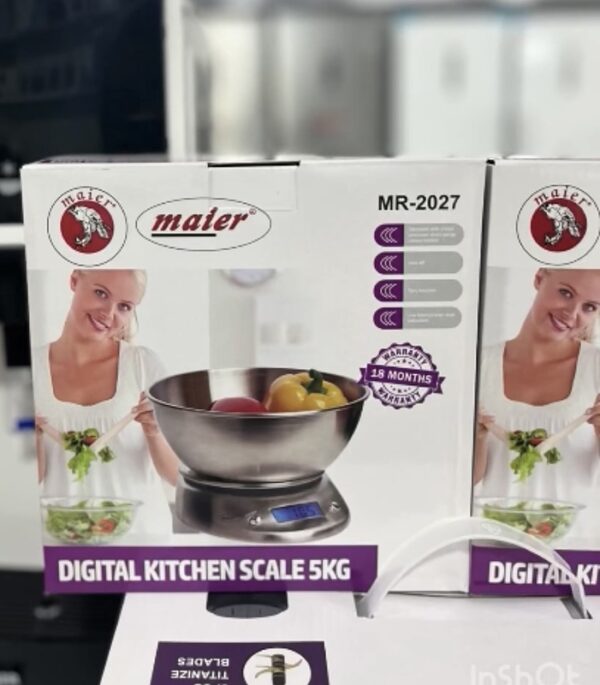 maier
maier®
MR-2027
WARRANTY
18 MONTHS
WARRANTY
DIGITAL KITCHEN SCALE 5KG
maier
DIGITAL KI
TITANIZE
BLADES
InShOt